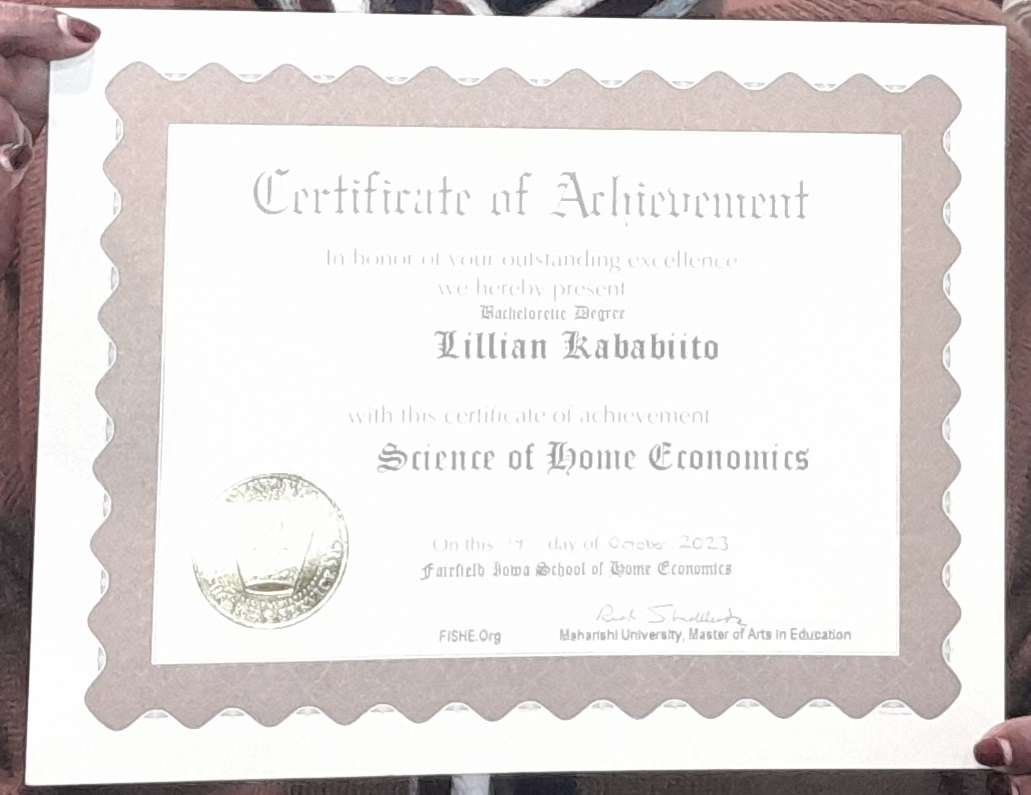 Certificate of Achievement
In honor of your outstanding excellence
we hereby present
Bachelorette Degree
Lillian Kababiito
with this certificate of achievement
Science of Home Economics
On this day of October 2023
Fairfield Iowa School of Home Economics
FISHE.Org
Maharishi University, Master of Arts in Education